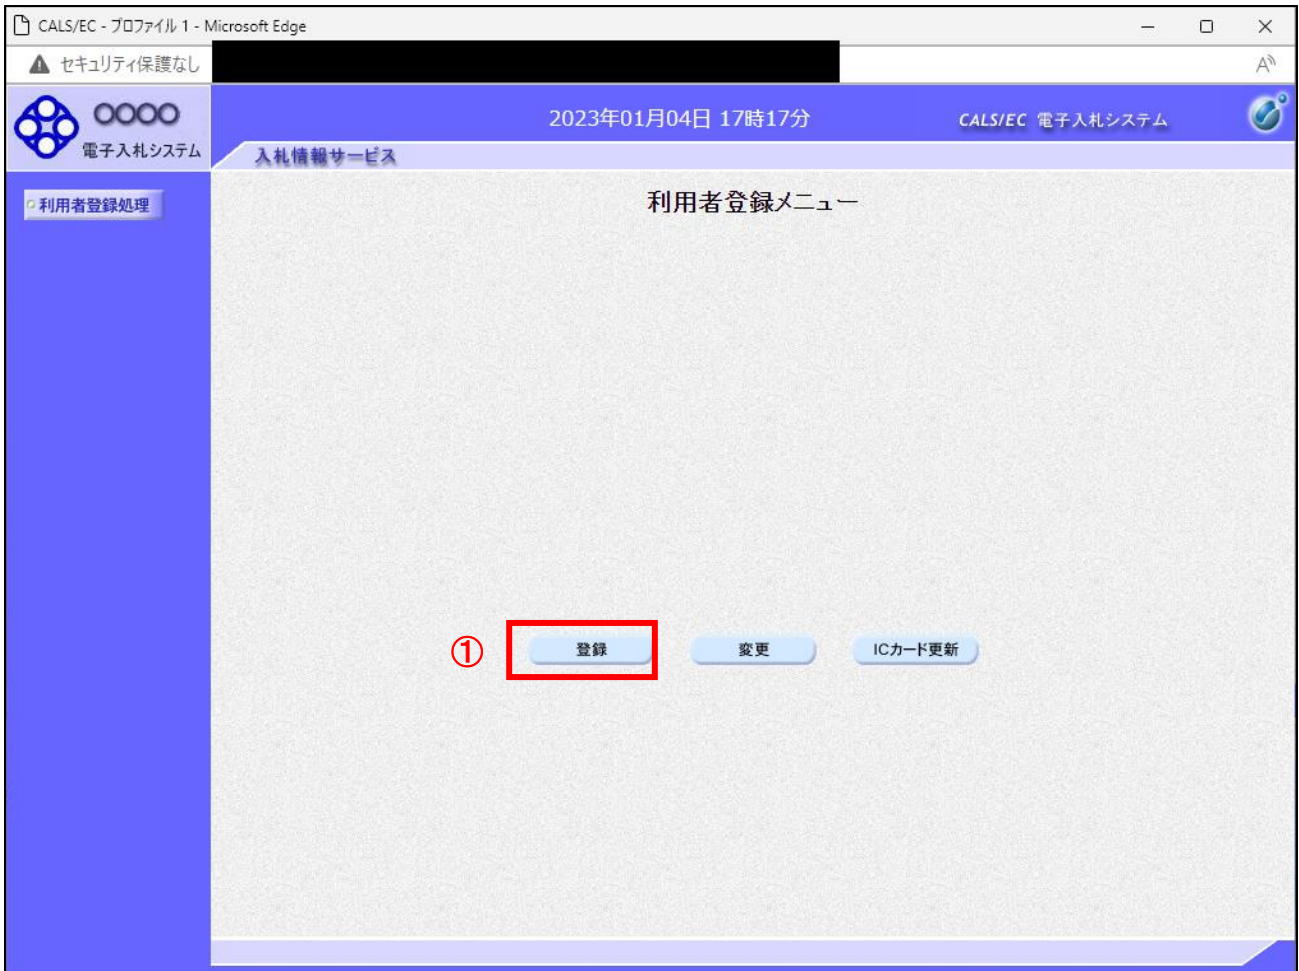 CALS/EC - プロファイル 1 - Microsoft Edge
セキュリティ保護なし
OOOO
電子入札システム
2023年01月04日 17時17分
CALS/EC 電子入札システム
入札情報サービス
利用者登録処理
利用者登録メニュー
① 登録 変更 ICカード更新